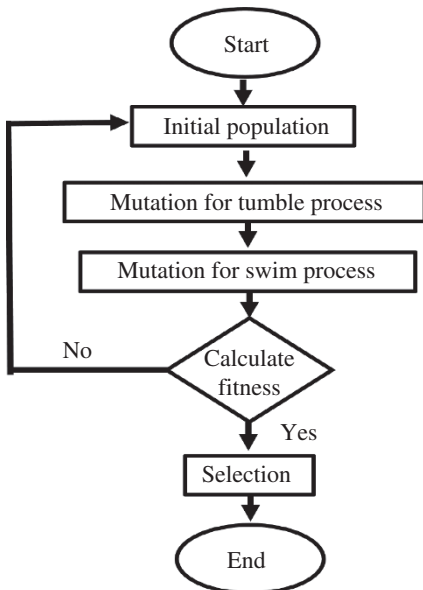 Start
Initial population
Mutation for tumble process
Mutation for swim process
No
Calculate
fitness
Yes
Selection
End